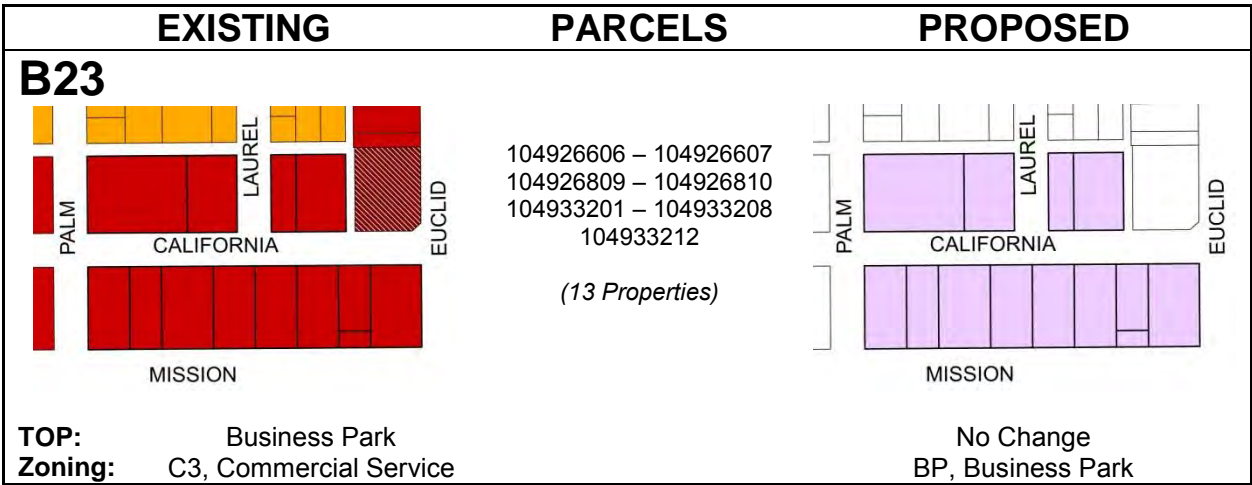 EXISTING PARCELS PROPOSED
B23
LAUREL
PALM
EUCLID
CALIFORNIA
MISSION
104926606 – 104926607
104926809 – 104926810
104933201 – 104933208
104933212
(13 Properties)
LAUREL
PALM
EUCLID
CALIFORNIA
MISSION
TOP: Business Park No Change
Zoning: C3, Commercial Service BP, Business Park